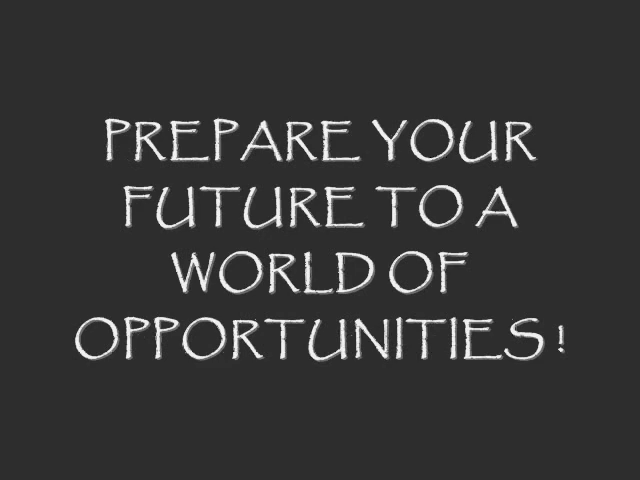 PREPARE YOUR
FUTURE TO A
WORLD OF
OPPORTUNITIES !